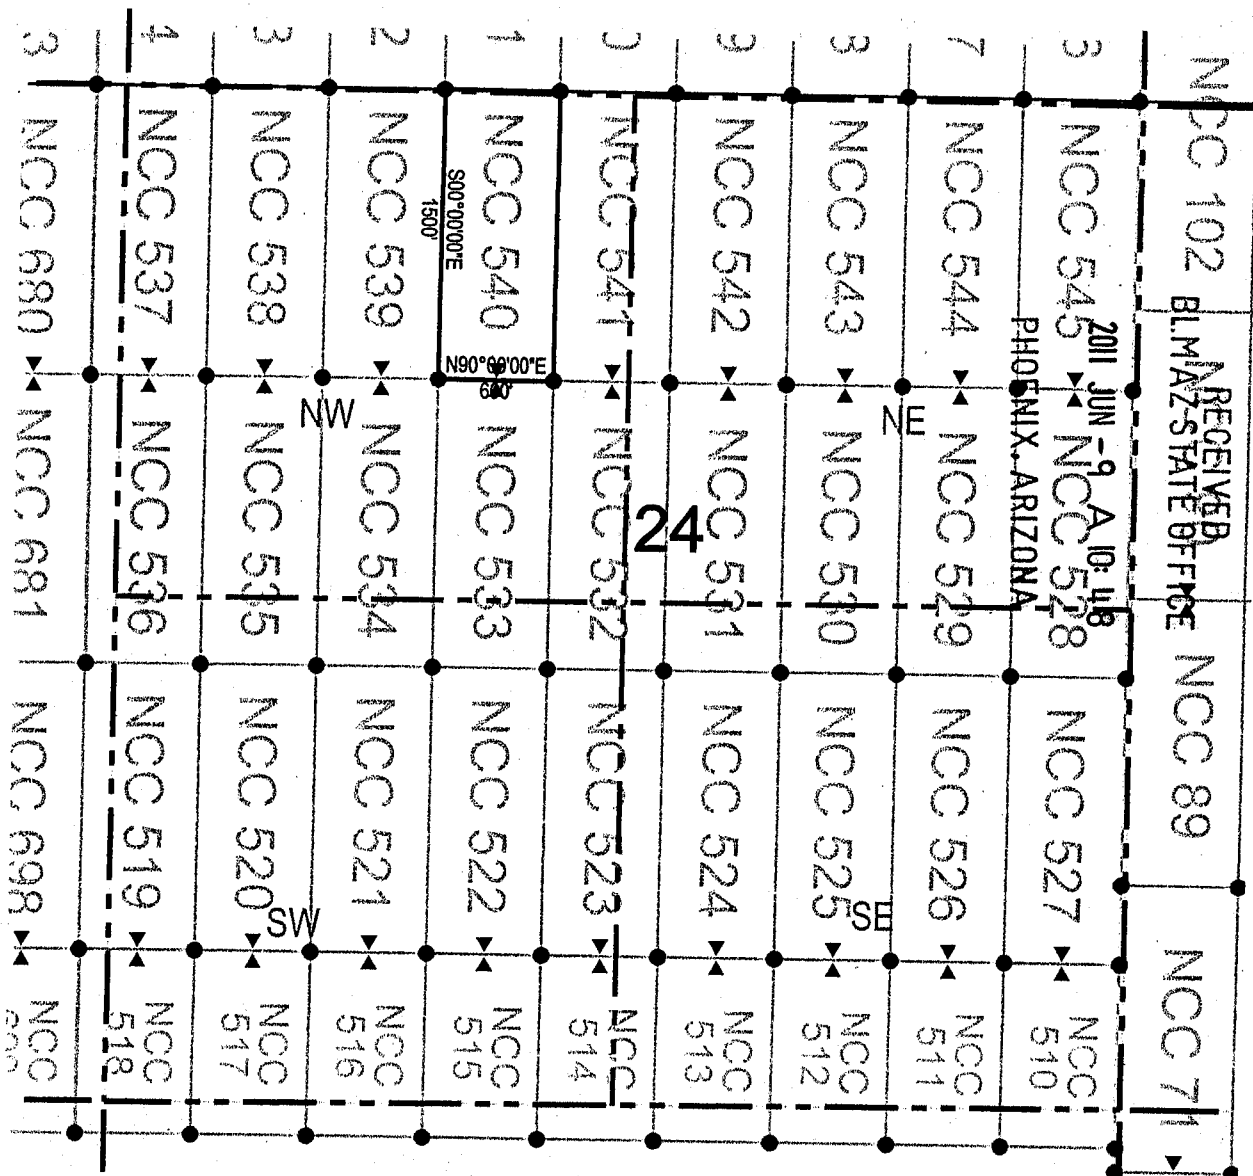 3
4
3
2
1
9
7
NCC 102
NCC 680
NCC 537
NCC 538
NCC 539
NCC 540
NCC 541
NCC 542
NCC 543
NCC 544
NCC 545
S00°00'00"E
1500'
N90°00'00"E
600'
RECEIVED
BLM AZ-STATE OFFICE
2011 JUN -9 A 10:48
PHOENIX, ARIZONA
NW
NE
24
NCC 681
NCC 536
NCC 535
NCC 534
NCC 533
NCC 532
NCC 531
NCC 530
NCC 529
NCC 528
NCC 89
NCC 698
NCC 519
NCC 520
NCC 521
NCC 522
NCC 523
NCC 524
NCC 525
NCC 526
NCC 527
SW
SE
NCC 71
NCC
NCC
518
NCC
517
NCC
516
NCC
515
NCC
514
NCC
513
NCC
512
NCC
511
NCC
510